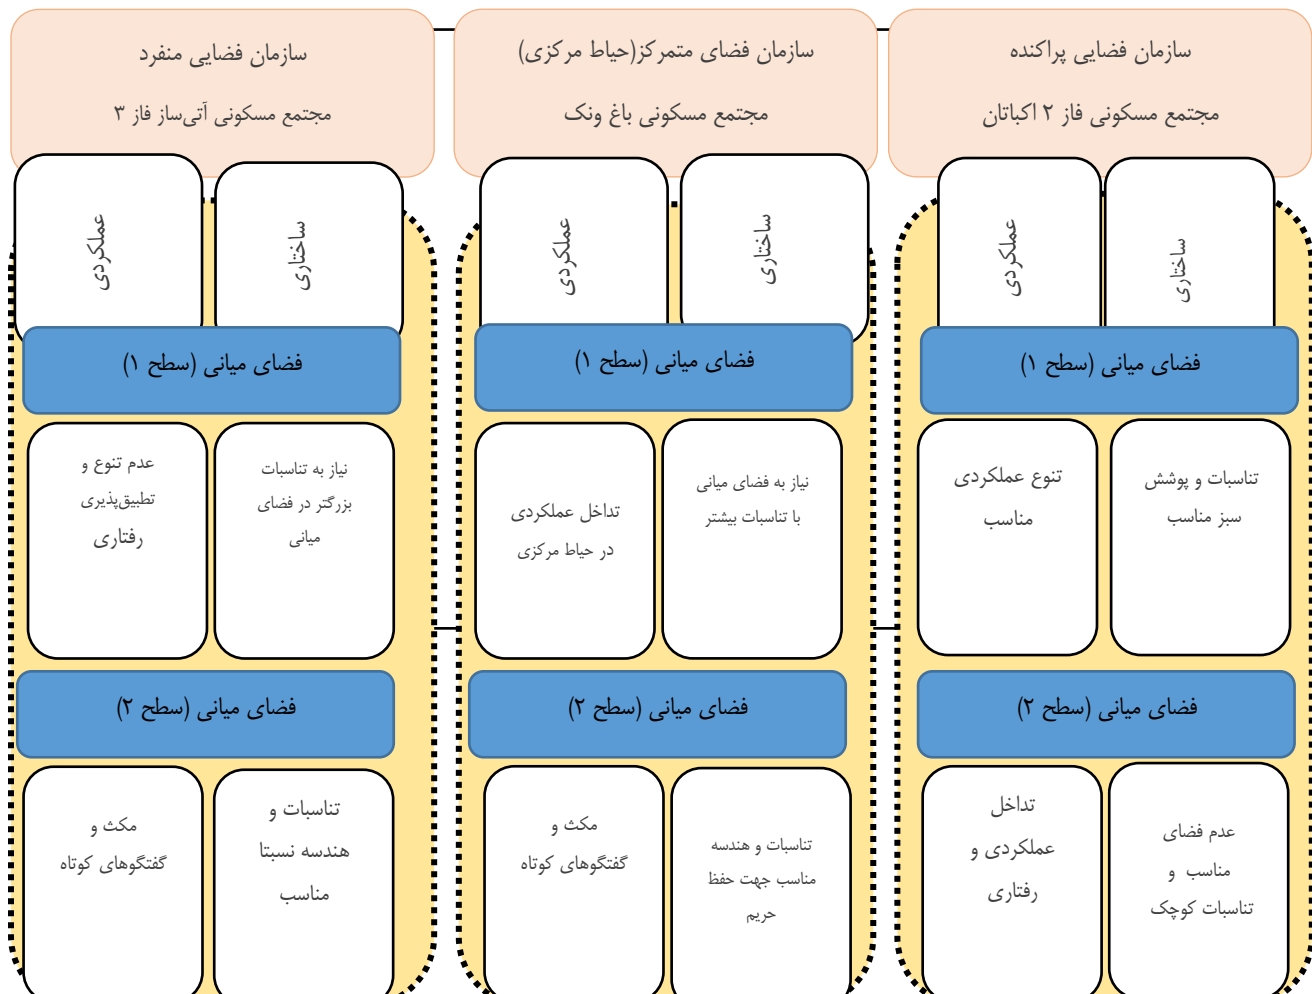 سازمان فضایی پراکنده
مجتمع مسکونی فاز ۲ اکباتان
سازمان فضای متمرکز(حیاط مرکزی)
مجتمع مسکونی باغ ونک
سازمان فضایی منفرد
مجتمع مسکونی آتی‌ساز فاز ۳
ساختاری
عملکردی
ساختاری
عملکردی
ساختاری
عملکردی
فضای میانی (سطح ۱)
فضای میانی (سطح ۱)
فضای میانی (سطح ۱)
تناسبات و پوشش
سبز مناسب
تنوع عملکردی
مناسب
نیاز به فضای میانی
با تناسبات بیشتر
تداخل عملکردی
در حیاط مرکزی
نیاز به تناسبات
بزرگتر در فضای
میانی
عدم تنوع و
تطبیق‌پذیری
رفتاری
فضای میانی (سطح ۲)
فضای میانی (سطح ۲)
فضای میانی (سطح ۲)
عدم فضای
مناسب و
تناسبات کوچک
تداخل
عملکردی و
رفتاری
تناسبات و هندسه
مناسب جهت حفظ
حریم
مکث و
گفتگوهای کوتاه
تناسبات و
هندسه نسبتا
مناسب
مکث و
گفتگوهای کوتاه